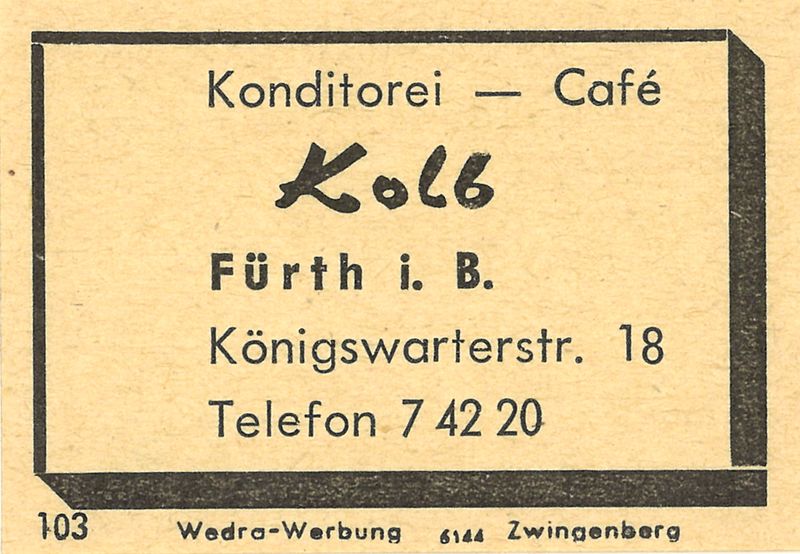 Konditorei — Café
Kolb
Fürth i. B.
Königswarterstr. 18
Telefon 7 42 20
103 Wedra-Werbung 6144 Zwingenberg